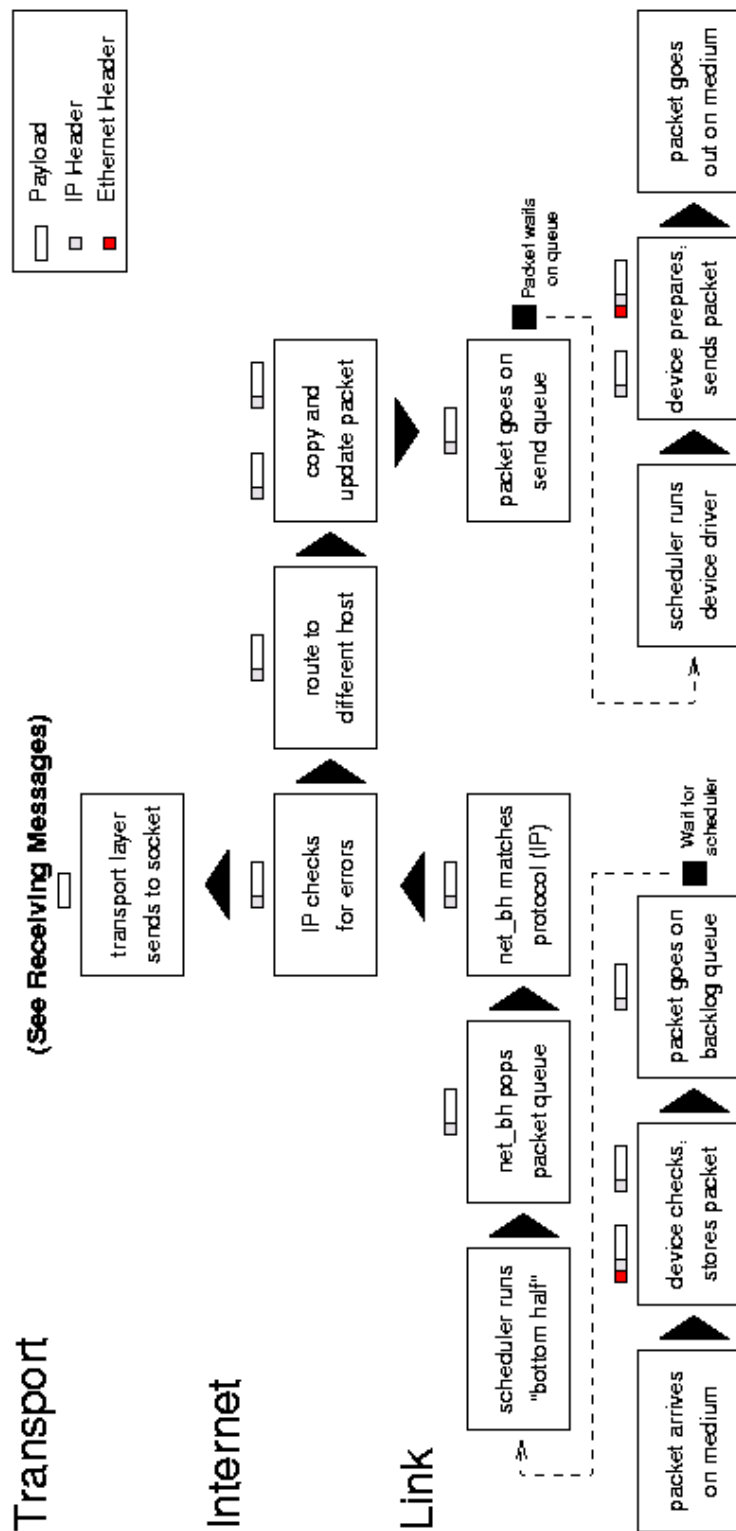 (See Receiving Messages)
Payload
IP Header
Ethernet Header
Transport
transport layer
sends to socket
Internet
IP checks
for errors
route to
different host
copy and
update packet
Link
scheduler runs
"bottom half"
net_bh pops
packet queue
net_bh matches
protocol (IP)
packet goes on
send queue
Packet waits
on queue
Wait for
scheduler
packet arrives
on medium
device checks,
stores packet
packet goes on
backlog queue
scheduler runs
device driver
device prepares,
sends packet
packet goes
out on medium